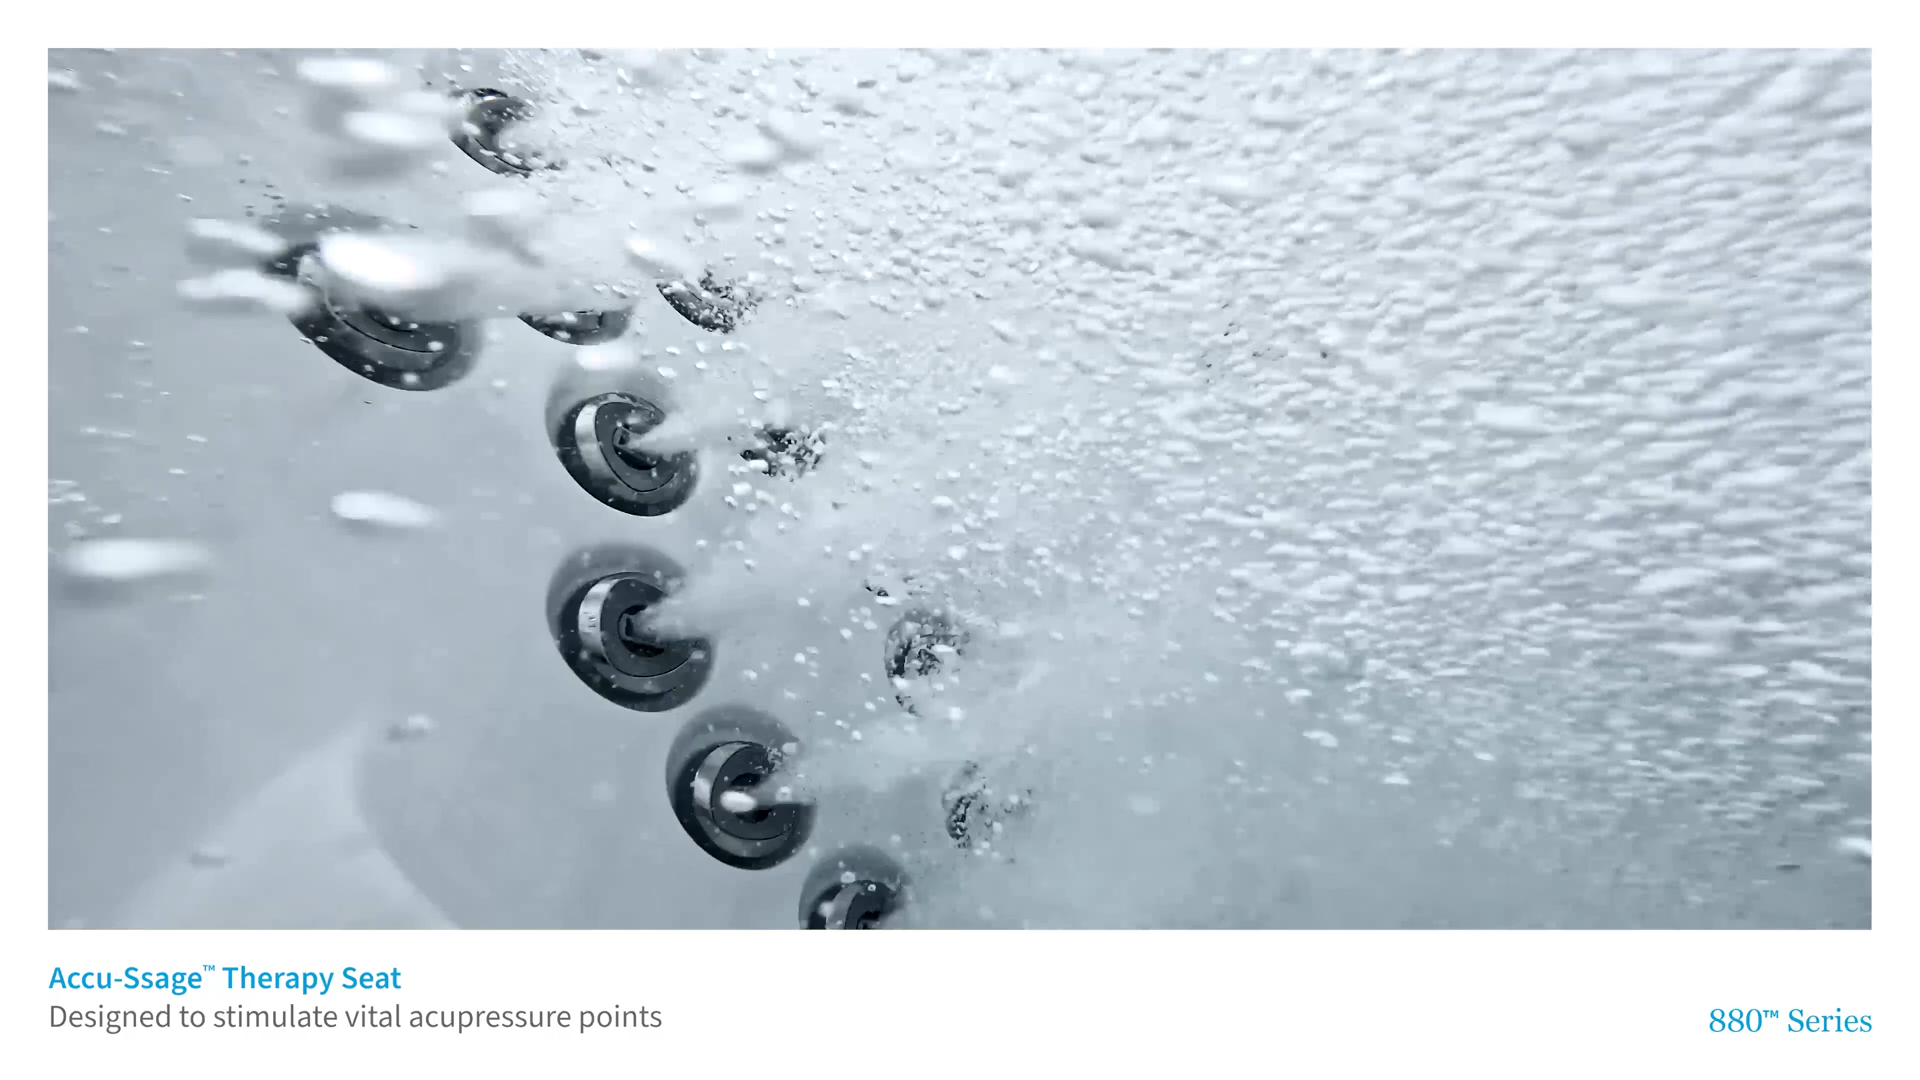 Accu-Ssage™ Therapy Seat
Designed to stimulate vital acupressure points
880™ Series